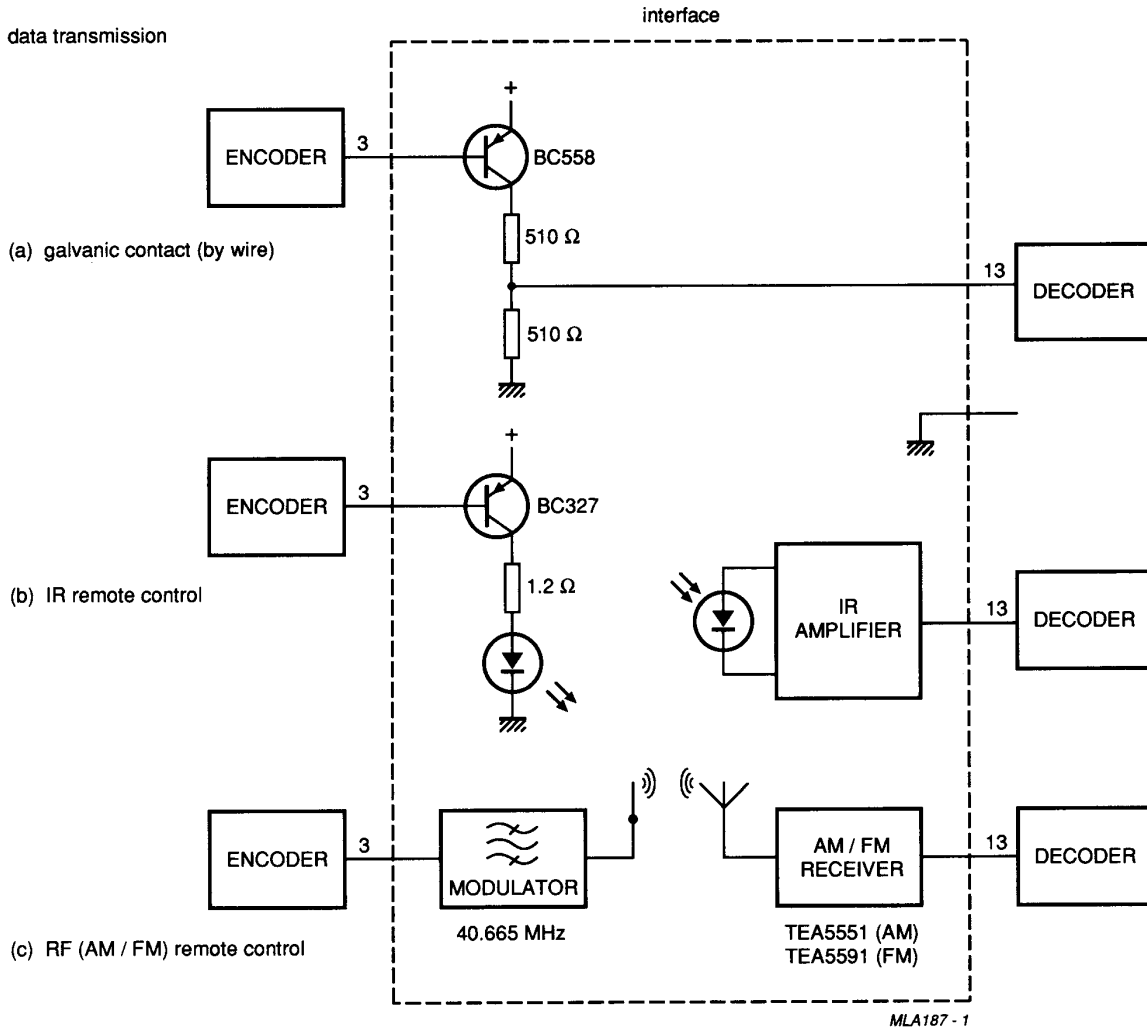 interface
data transmission
+
ENCODER
3
BC558
510 Ω
(a) galvanic contact (by wire)
13
DECODER
510 Ω
+
ENCODER
3
BC327
(b) IR remote control
1.2 Ω
IR
AMPLIFIER
13
DECODER
ENCODER
3
MODULATOR
40.665 MHz
AM / FM
RECEIVER
13
DECODER
TEA5551 (AM)
TEA5591 (FM)
(c) RF (AM / FM) remote control
MLA187 - 1